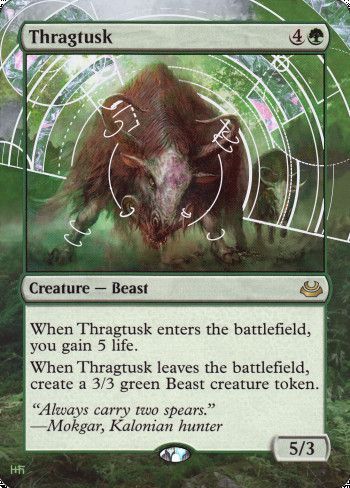 Thragtusk 4
Creature — Beast
When Thragtusk enters the battlefield,
you gain 5 life.
When Thragtusk leaves the battlefield,
create a 3/3 green Beast creature token.
“Always carry two spears.”
—Mokgar, Kalonian hunter
5/3